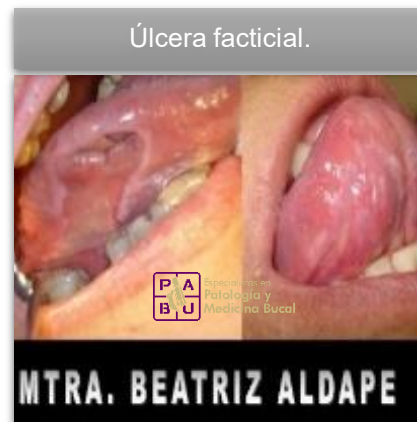 Úlcera facticial.
P A
B U
Especialistas en
Patología y
Medicina Bucal
MTRA. BEATRIZ ALDAPE